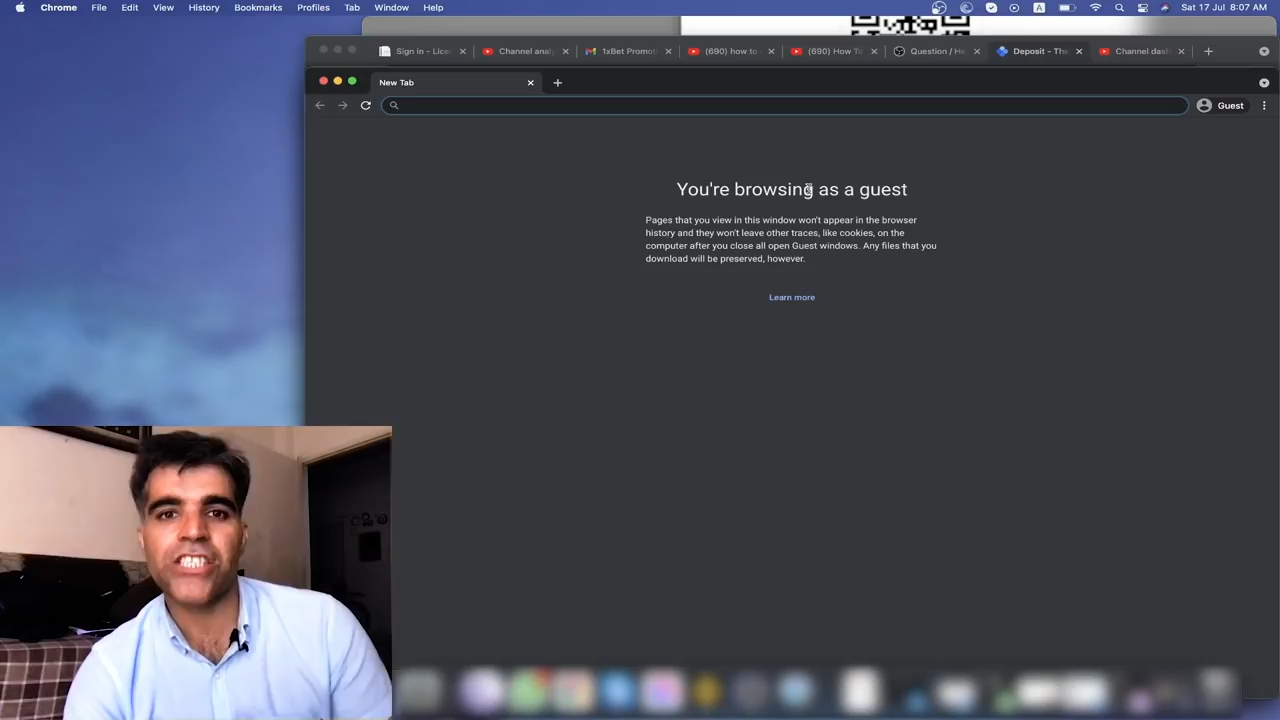 Chrome File Edit View History Bookmarks Profiles Tab Window Help A Sat 17 Jul 8:07 AM
Sign in - Lice Channel anal 1xBet Promoti (690) how to (690) How To Question / He Deposit - The Channel dash
New Tab
Guest
You're browsing as a guest
Pages that you view in this window won't appear in the browser
history and they won't leave other traces, like cookies, on the
computer after you close all open Guest windows. Any files that you
download will be preserved, however.
Learn more